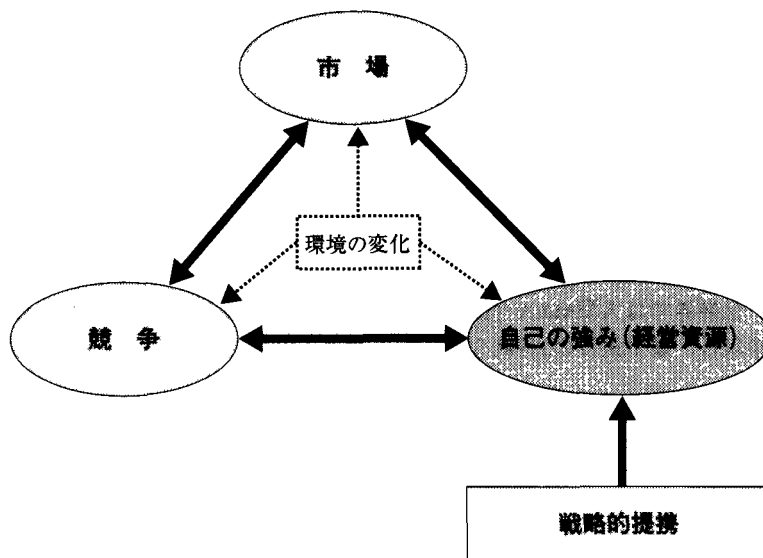 市 場
環境の変化
競 争
自己の強み(経営資源)
戦略的提携